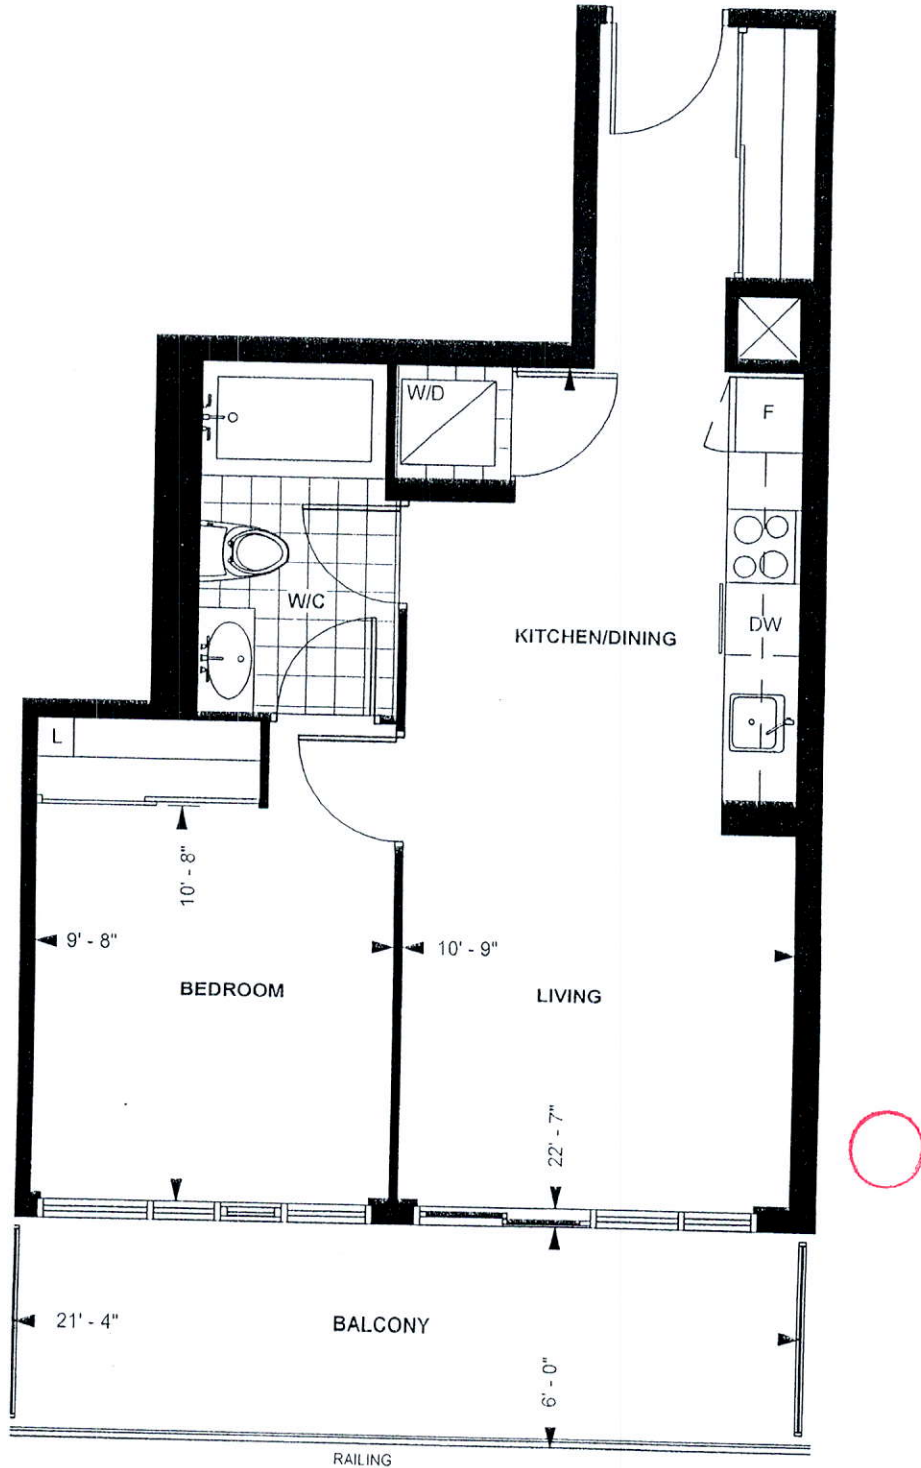 W/D
F
W/C
DW
KITCHEN/DINING
L
10' - 8"
9' - 8"
10' - 9"
BEDROOM
LIVING
22' - 7"
21' - 4"
BALCONY
6' - 0"
RAILING